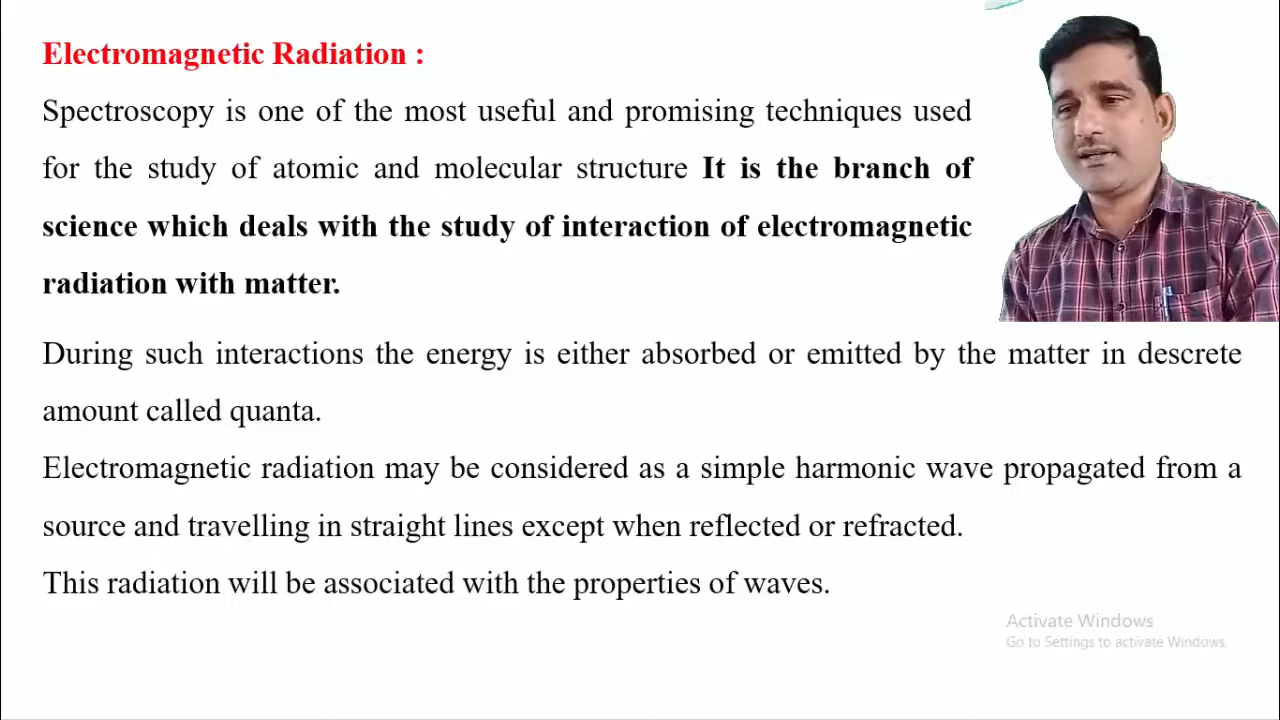 Electromagnetic Radiation :
Spectroscopy is one of the most useful and promising techniques used
for the study of atomic and molecular structure It is the branch of
science which deals with the study of interaction of electromagnetic
radiation with matter.
During such interactions the energy is either absorbed or emitted by the matter in descrete
amount called quanta.
Electromagnetic radiation may be considered as a simple harmonic wave propagated from a
source and travelling in straight lines except when reflected or refracted.
This radiation will be associated with the properties of waves.
Activate Windows
Go to Settings to activate Windows.